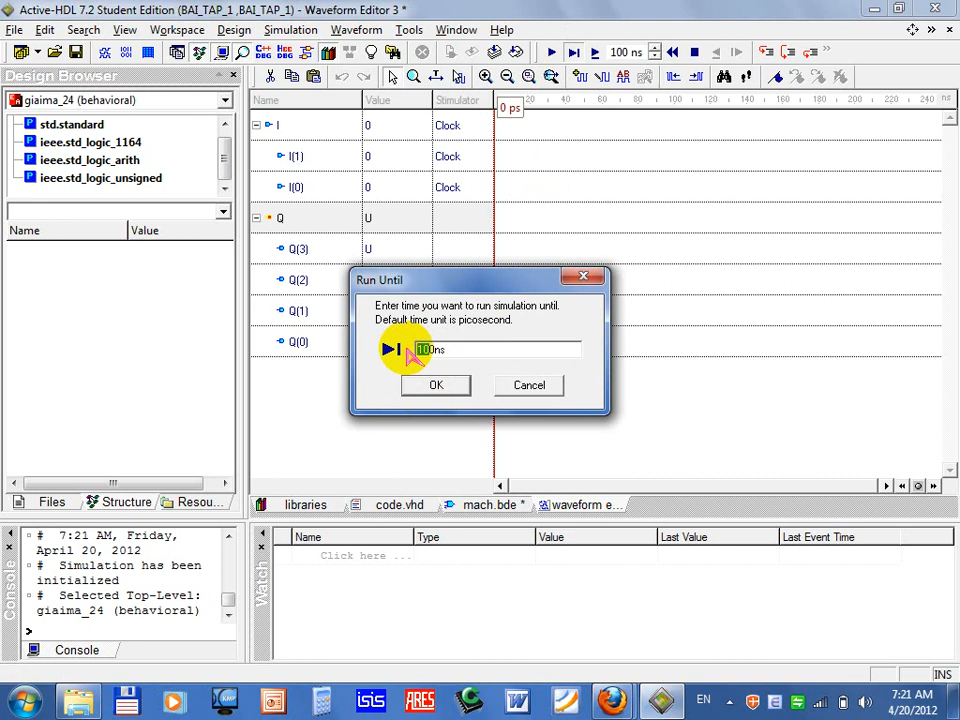 Active-HDL 7.2 Student Edition (BAI_TAP_1 ,BAI_TAP_1) - Waveform Editor 3 *
File Edit Search View Workspace Design Simulation Waveform Tools Window Help
100 ns
Design Browser
giaima_24 (behavioral)
std.standard
ieee.std_logic_1164
ieee.std_logic_arith
ieee.std_logic_unsigned
Name Value
Files Structure Resou...
Name Value Stimulator
20 40 60 80 100 120 140 160 180 200 220 240 ns
0 ps
I 0 Clock
I(1) 0 Clock
I(0) 0 Clock
Q U
Q(3) U
Q(2)
Q(1)
Q(0)
Run Until
Enter time you want to run simulation until.
Default time unit is picosecond.
100ns
OK Cancel
libraries code.vhd mach.bde * waveform e...
# 7:21 AM, Friday,
April 20, 2012
# Simulation has been
initialized
# Selected Top-Level:
giaima_24 (behavioral)
>
Console
Console
Watch
Name Type Value Last Value Last Event Time
Click here ...
INS
KMP
isis
ARES
W
EN
7:21 AM
4/20/2012